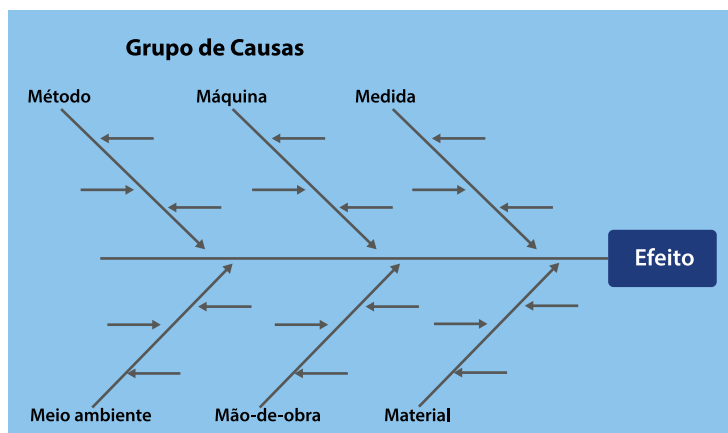 Grupo de Causas
Método
Máquina
Medida
Efeito
Meio ambiente
Mão-de-obra
Material